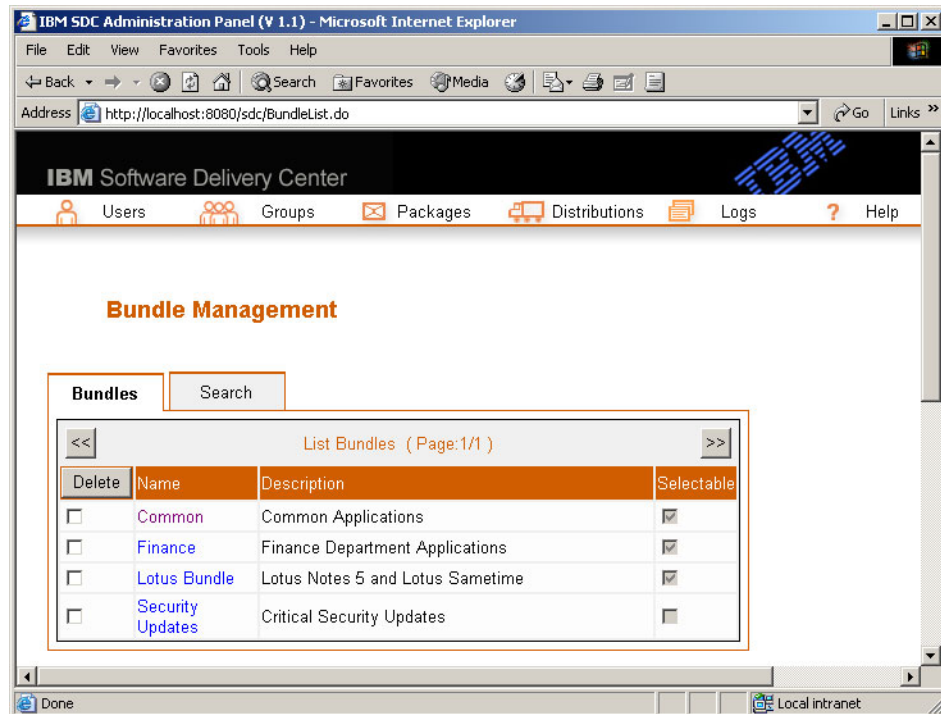 IBM SDC Administration Panel (V 1.1) - Microsoft Internet Explorer
File Edit View Favorites Tools Help
Back Search Favorites Media
Address http://localhost:8080/sdc/BundleList.do Go Links »
IBM Software Delivery Center
IBM
Users Groups Packages Distributions Logs ? Help
Bundle Management
Bundles Search
<< List Bundles ( Page:1/1 ) >>
Delete Name Description Selectable
Common Common Applications
Finance Finance Department Applications
Lotus Bundle Lotus Notes 5 and Lotus Sametime
Security Updates Critical Security Updates
Done Local intranet